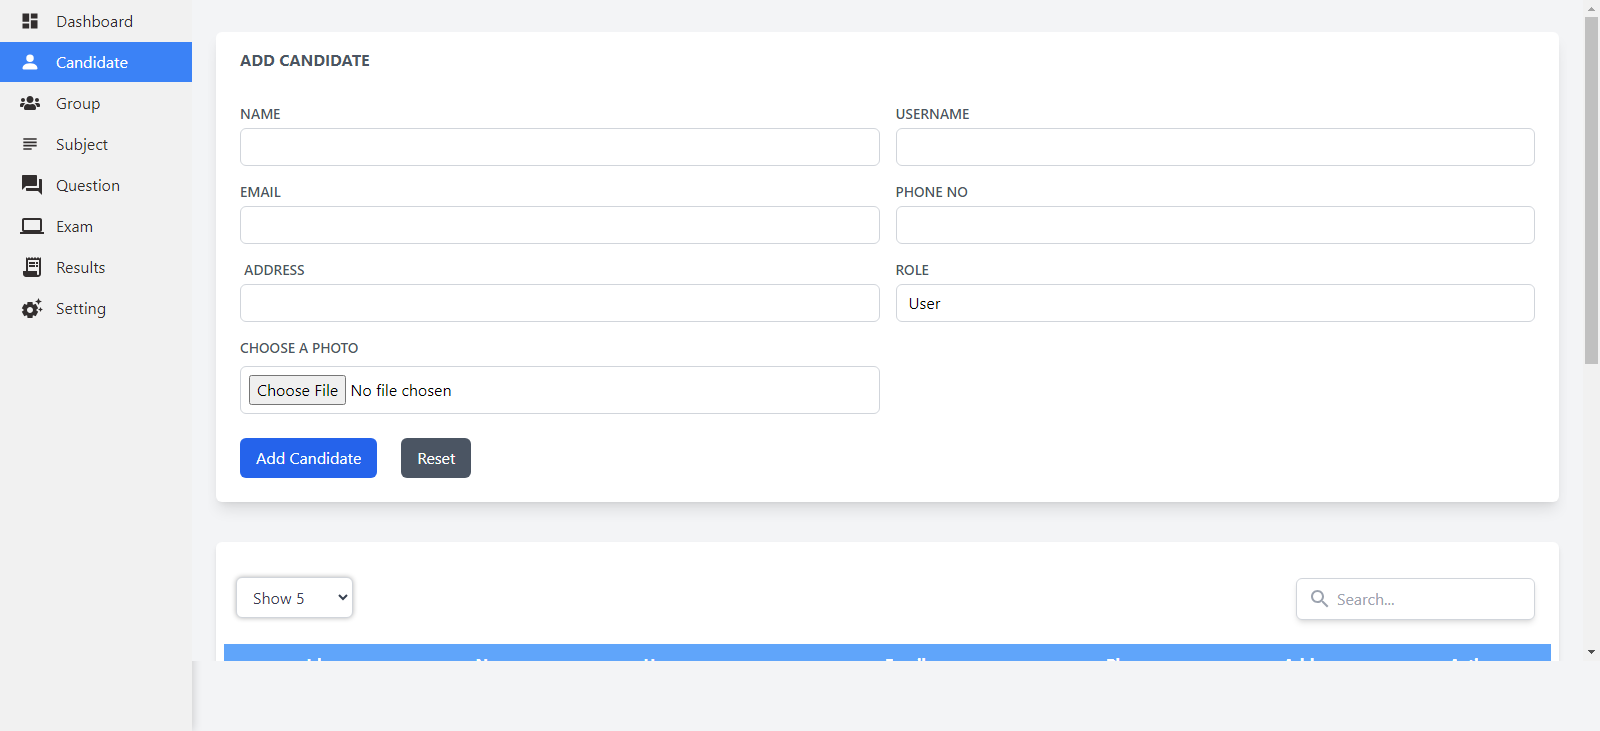 Dashboard
Candidate
Group
Subject
Question
Exam
Results
Setting
ADD CANDIDATE
NAME
USERNAME
EMAIL
PHONE NO
ADDRESS
ROLE
User
CHOOSE A PHOTO
Choose File No file chosen
Add Candidate
Reset
Show 5
Search...